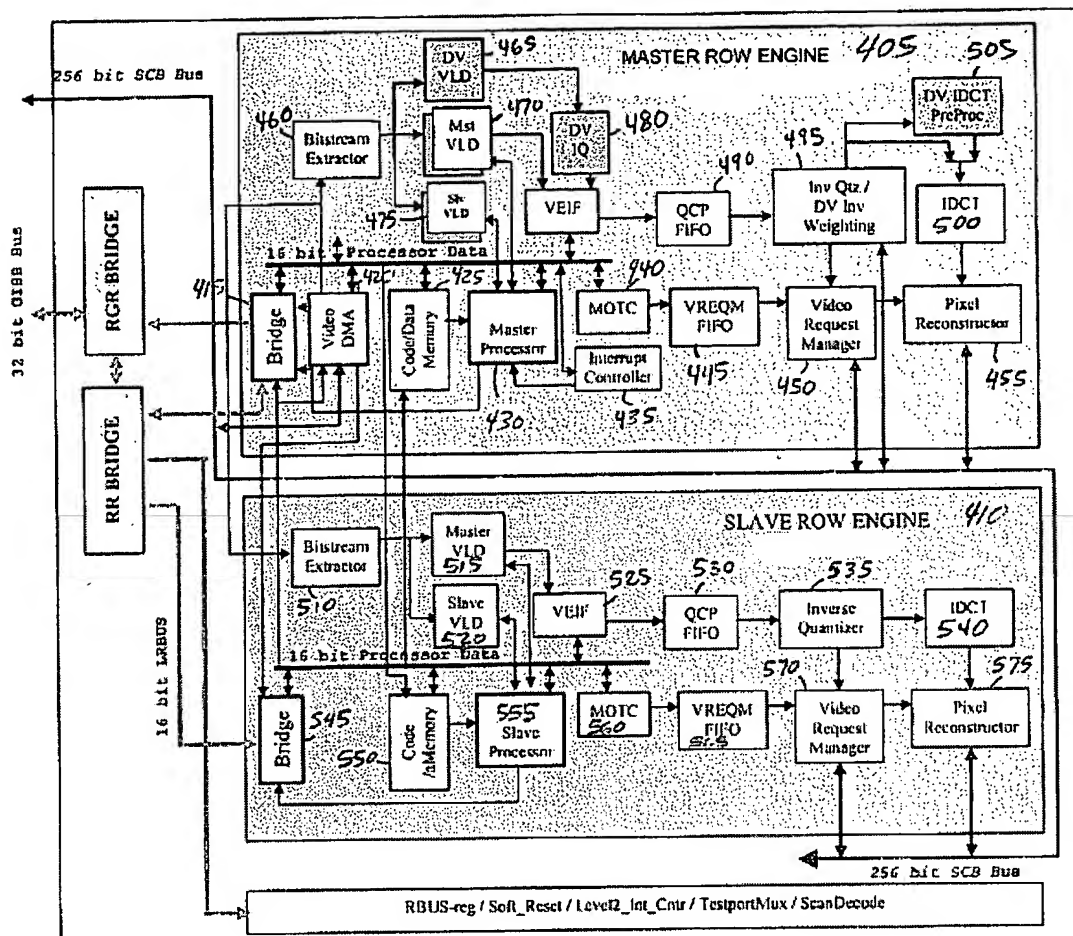 256 bit SCB Bus
MASTER ROW ENGINE 405
465
DV
VLD
505
DV IDCT
PreProc
460
Bitstream
Extractor
470
Mst
VLD
480
DV
IQ
495
Inv Qtz./
DV Inv
Weighting
475
Slv
VLD
VEIF
490
QCP
FIFO
IDCT
500
16 bit Processor Data
32 bit GIBB Bus
RGR BRIDGE
RR BRIDGE
Bridge
Video
DMA
425
Code/Data
Memory
Master
Processor
430
440
MOTC
Interrupt
Controller
435
VREQM
FIFO
445
Video
Request
Manager
450
Pixel
Reconstructor
455
SLAVE ROW ENGINE 410
Bitstream
Extractor
510
Master
VLD
515
Slave
VLD
520
525
VEIF
530
QCP
FIFO
535
Inverse
Quantizer
IDCT
540
16 bit Processor Data
16 bit LRBUS
Bridge
545
Code
/aMemory
550
555
Slave
Processor
MOTC
560
VREQM
FIFO
565
570
Video
Request
Manager
575
Pixel
Reconstructor
256 bit SCB Bus
RBUS-reg / Soft_Reset / Level2_Int_Cntr / TestportMux / ScanDecode